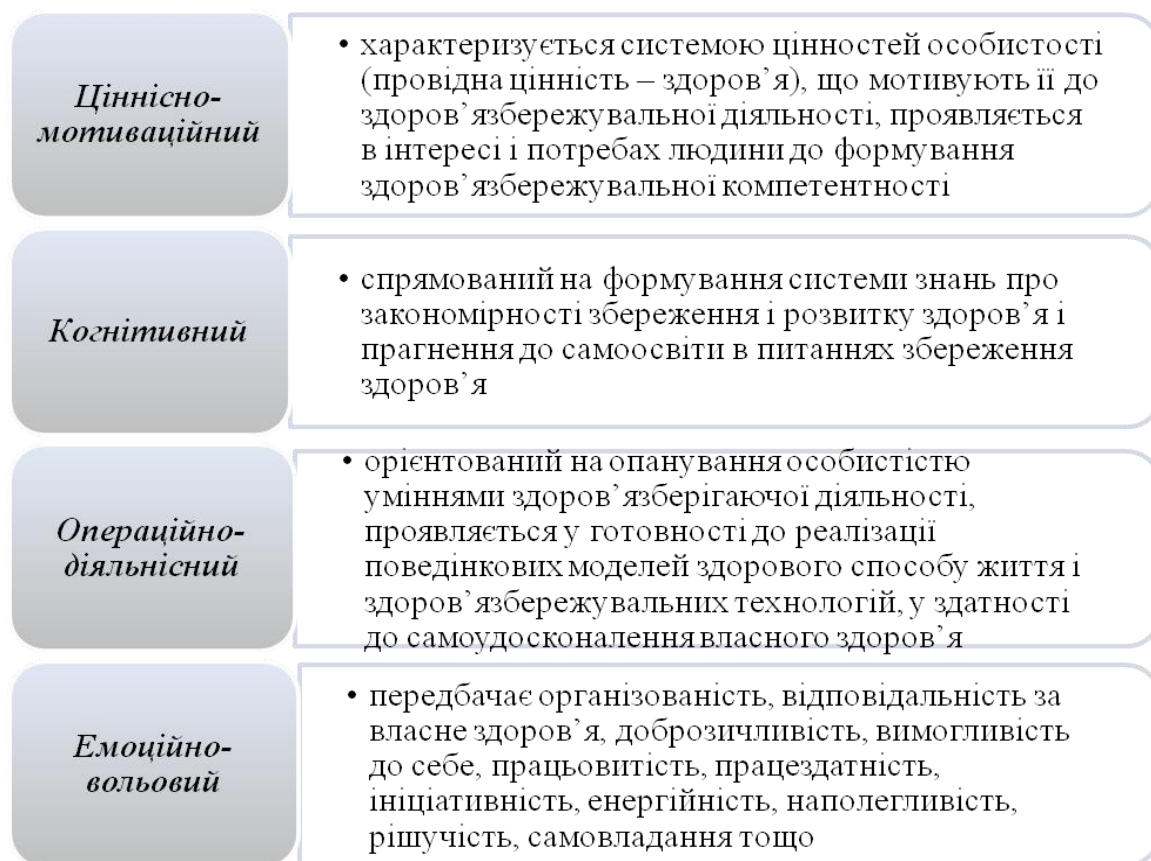 Ціннісно-
мотиваційний
• характеризується системою цінностей особистості
(провідна цінність – здоров’я), що мотивують її до
здоров’язбережувальної діяльності, проявляється
в інтересі і потребах людини до формування
здоров’язбережувальної компетентності
Когнітивний
• спрямований на формування системи знань про
закономірності збереження і розвитку здоров’я і
прагнення до самоосвіти в питаннях збереження
здоров’я
Операційно-
діяльнісний
• орієнтований на опанування особистістю
уміннями здоров’язберігаючої діяльності,
проявляється у готовності до реалізації
поведінкових моделей здорового способу життя і
здоров’язбережувальних технологій, у здатності
до самоудосконалення власного здоров’я
Емоційно-
вольовий
• передбачає організованість, відповідальність за
власне здоров’я, доброзичливість, вимогливість
до себе, працьовитість, працездатність,
ініціативність, енергійність, наполегливість,
рішучість, самовладання тощо